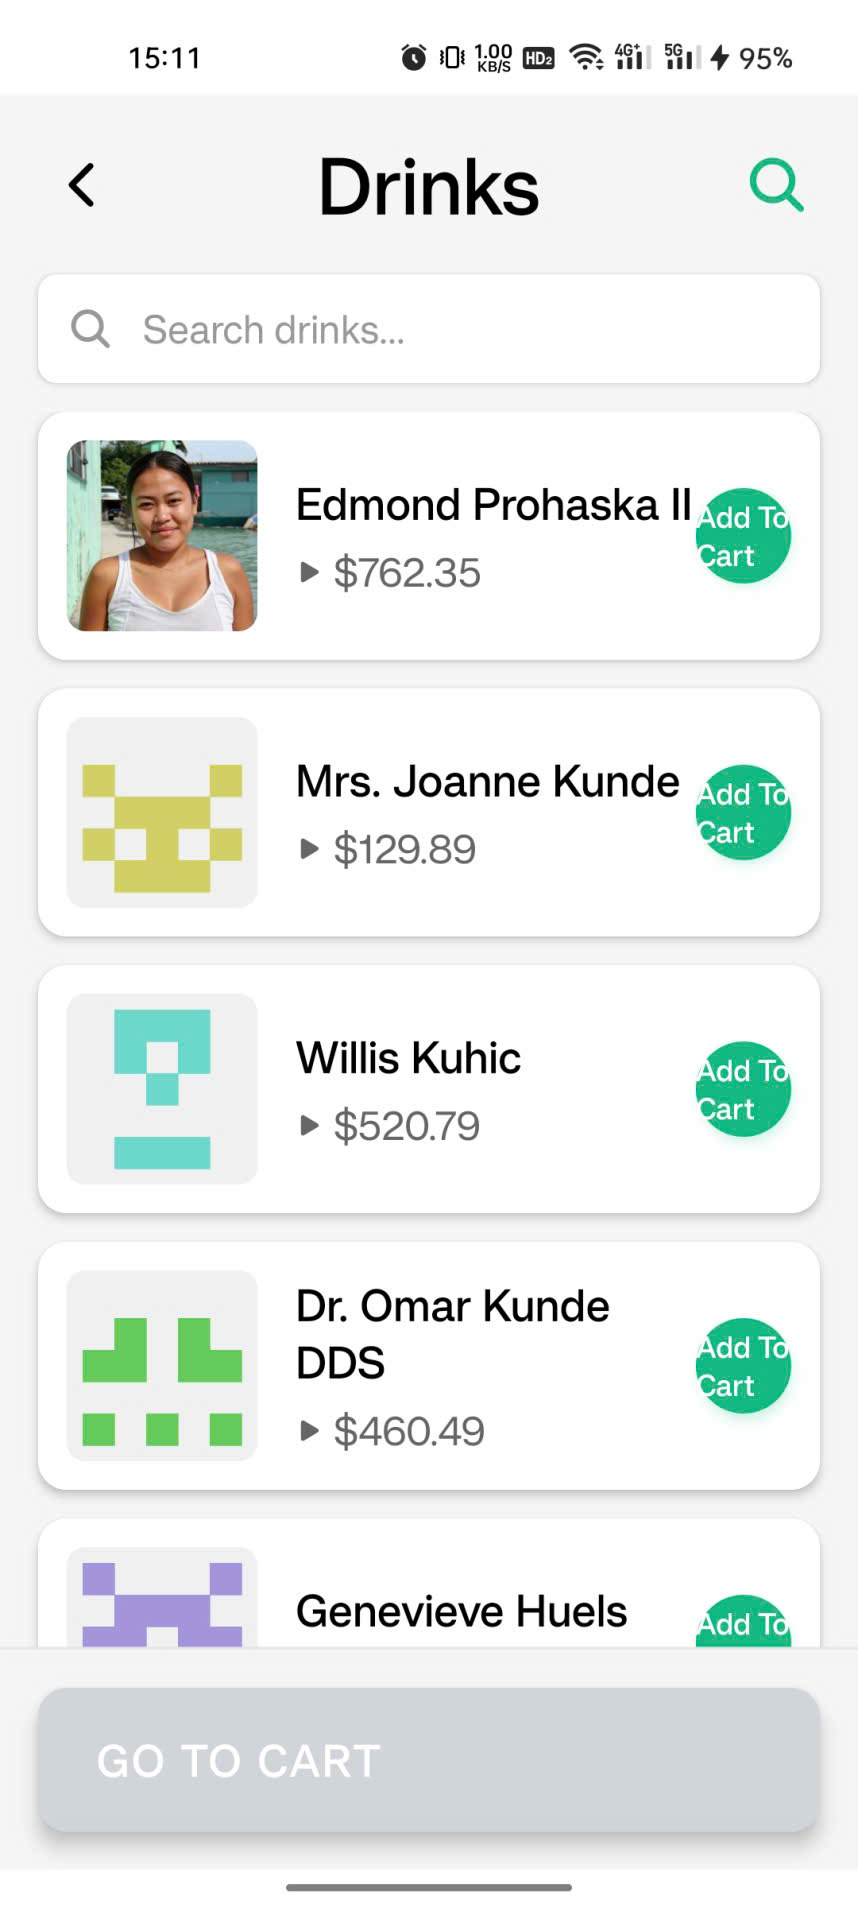 15:11
1.00
KB/S
HD2
4G+
5G
95%
Drinks
Search drinks...
Edmond Prohaska II
$762.35
Add To
Cart
Mrs. Joanne Kunde
$129.89
Add To
Cart
Willis Kuhic
$520.79
Add To
Cart
Dr. Omar Kunde
DDS
$460.49
Add To
Cart
Genevieve Huels
Add To
GO TO CART